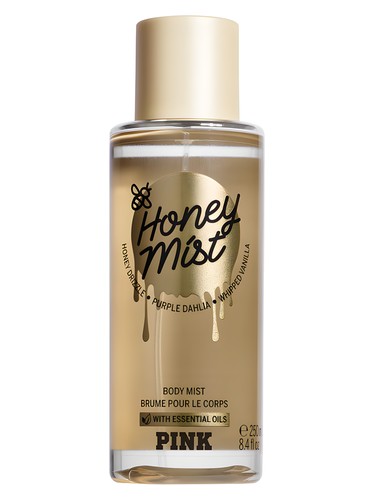 Honey
Mist
HONEY DRIZZLE • PURPLE DAHLIA • WHIPPED VANILLA
BODY MIST
BRUME POUR LE CORPS
WITH ESSENTIAL OILS
PINK
8.4 fl oz